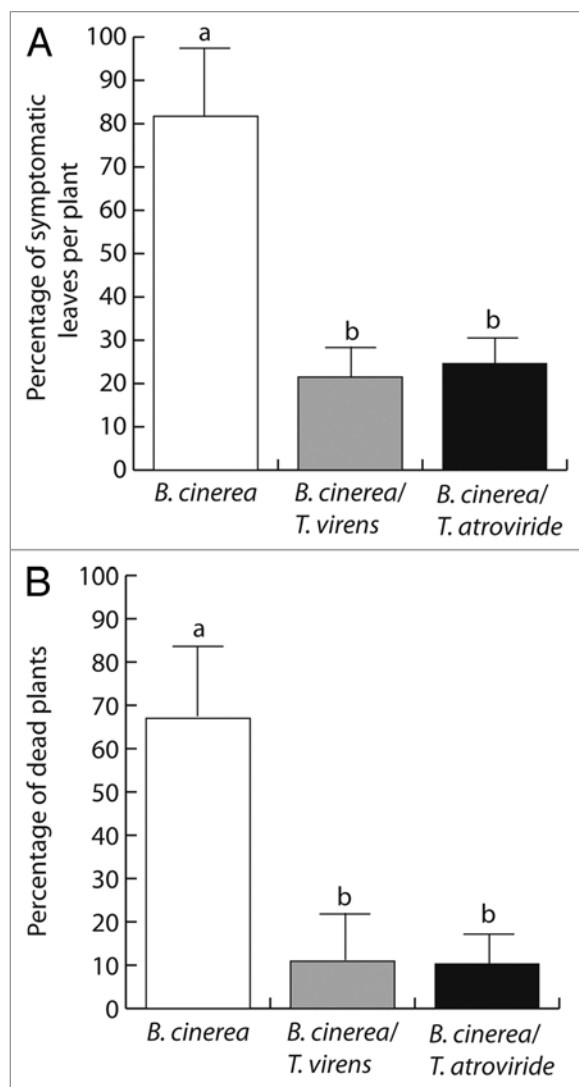 A
Percentage of symptomatic
leaves per plant
100
90
80
70
60
50
40
30
20
10
0
a
b
b
B. cinerea
B. cinerea/
T. virens
B. cinerea/
T. atroviride
B
Percentage of dead plants
100
90
80
70
60
50
40
30
20
10
0
a
b
b
B. cinerea
B. cinerea/
T. virens
B. cinerea/
T. atroviride